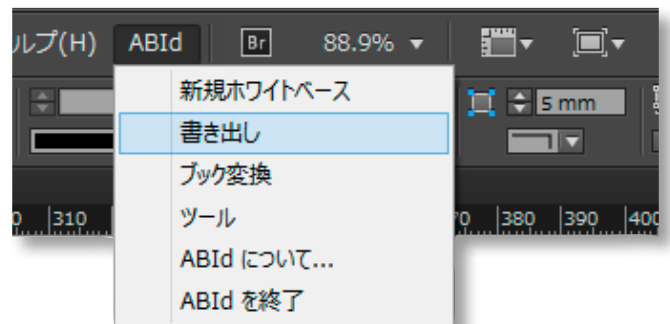 ルプ(H) ABId Br 88.9%
新規ホワイトベース
5 mm
書き出し
ブック変換
310 380 390 400
ツール
ABId について...
ABId を終了